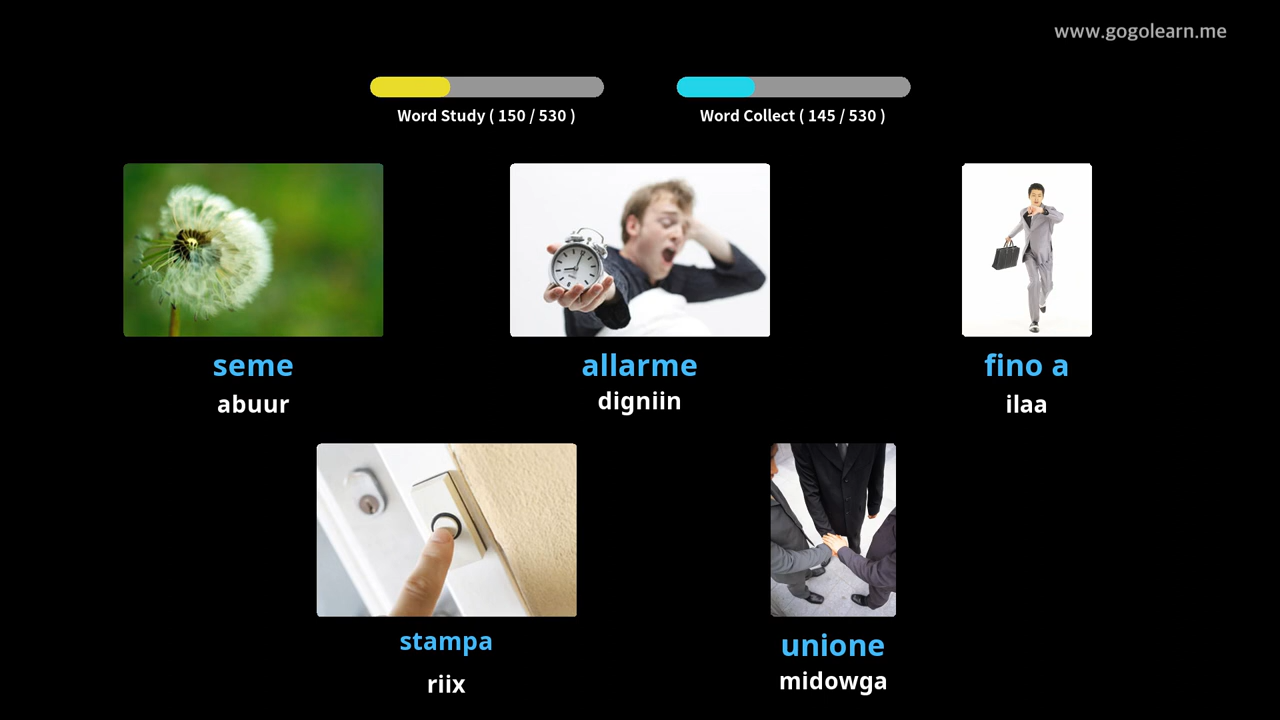 www.gogolearn.me
Word Study ( 150 / 530 )
Word Collect ( 145 / 530 )
seme
abuur
allarme
digniin
fino a
ilaa
stampa
riix
unione
midowga